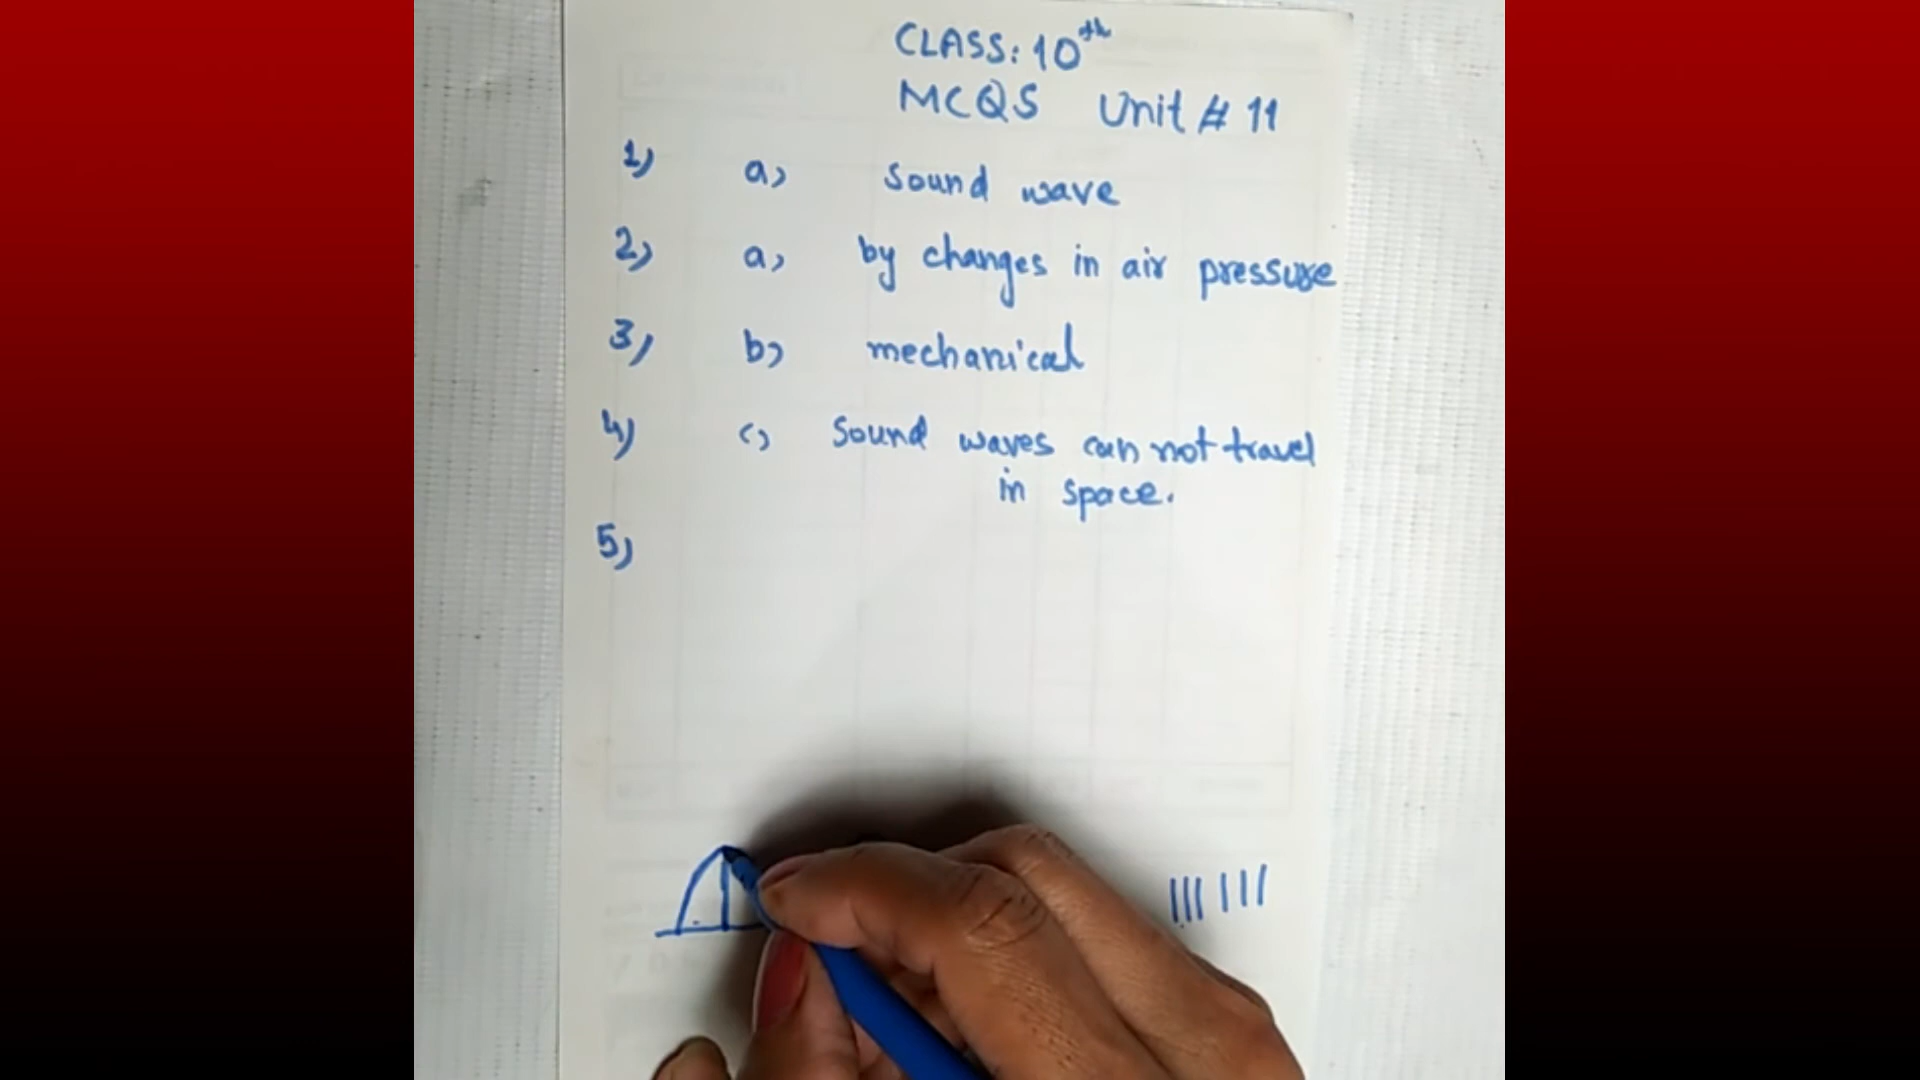 CLASS: 10th
MCQS Unit # 11
1) a) Sound wave
2) a) by changes in air pressure
3) b) mechanical
4) c) Sound waves can not travel
in space.
5)